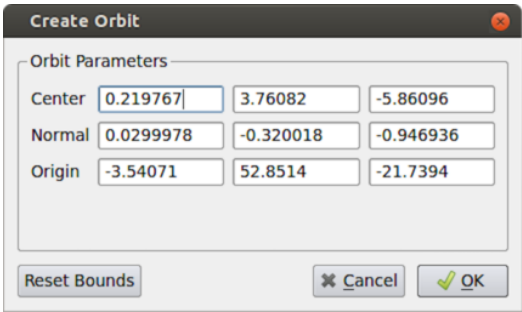 Create Orbit
Orbit Parameters
Center 0.219767 3.76082 -5.86096
Normal 0.0299978 -0.320018 -0.946936
Origin -3.54071 52.8514 -21.7394
Reset Bounds Cancel OK